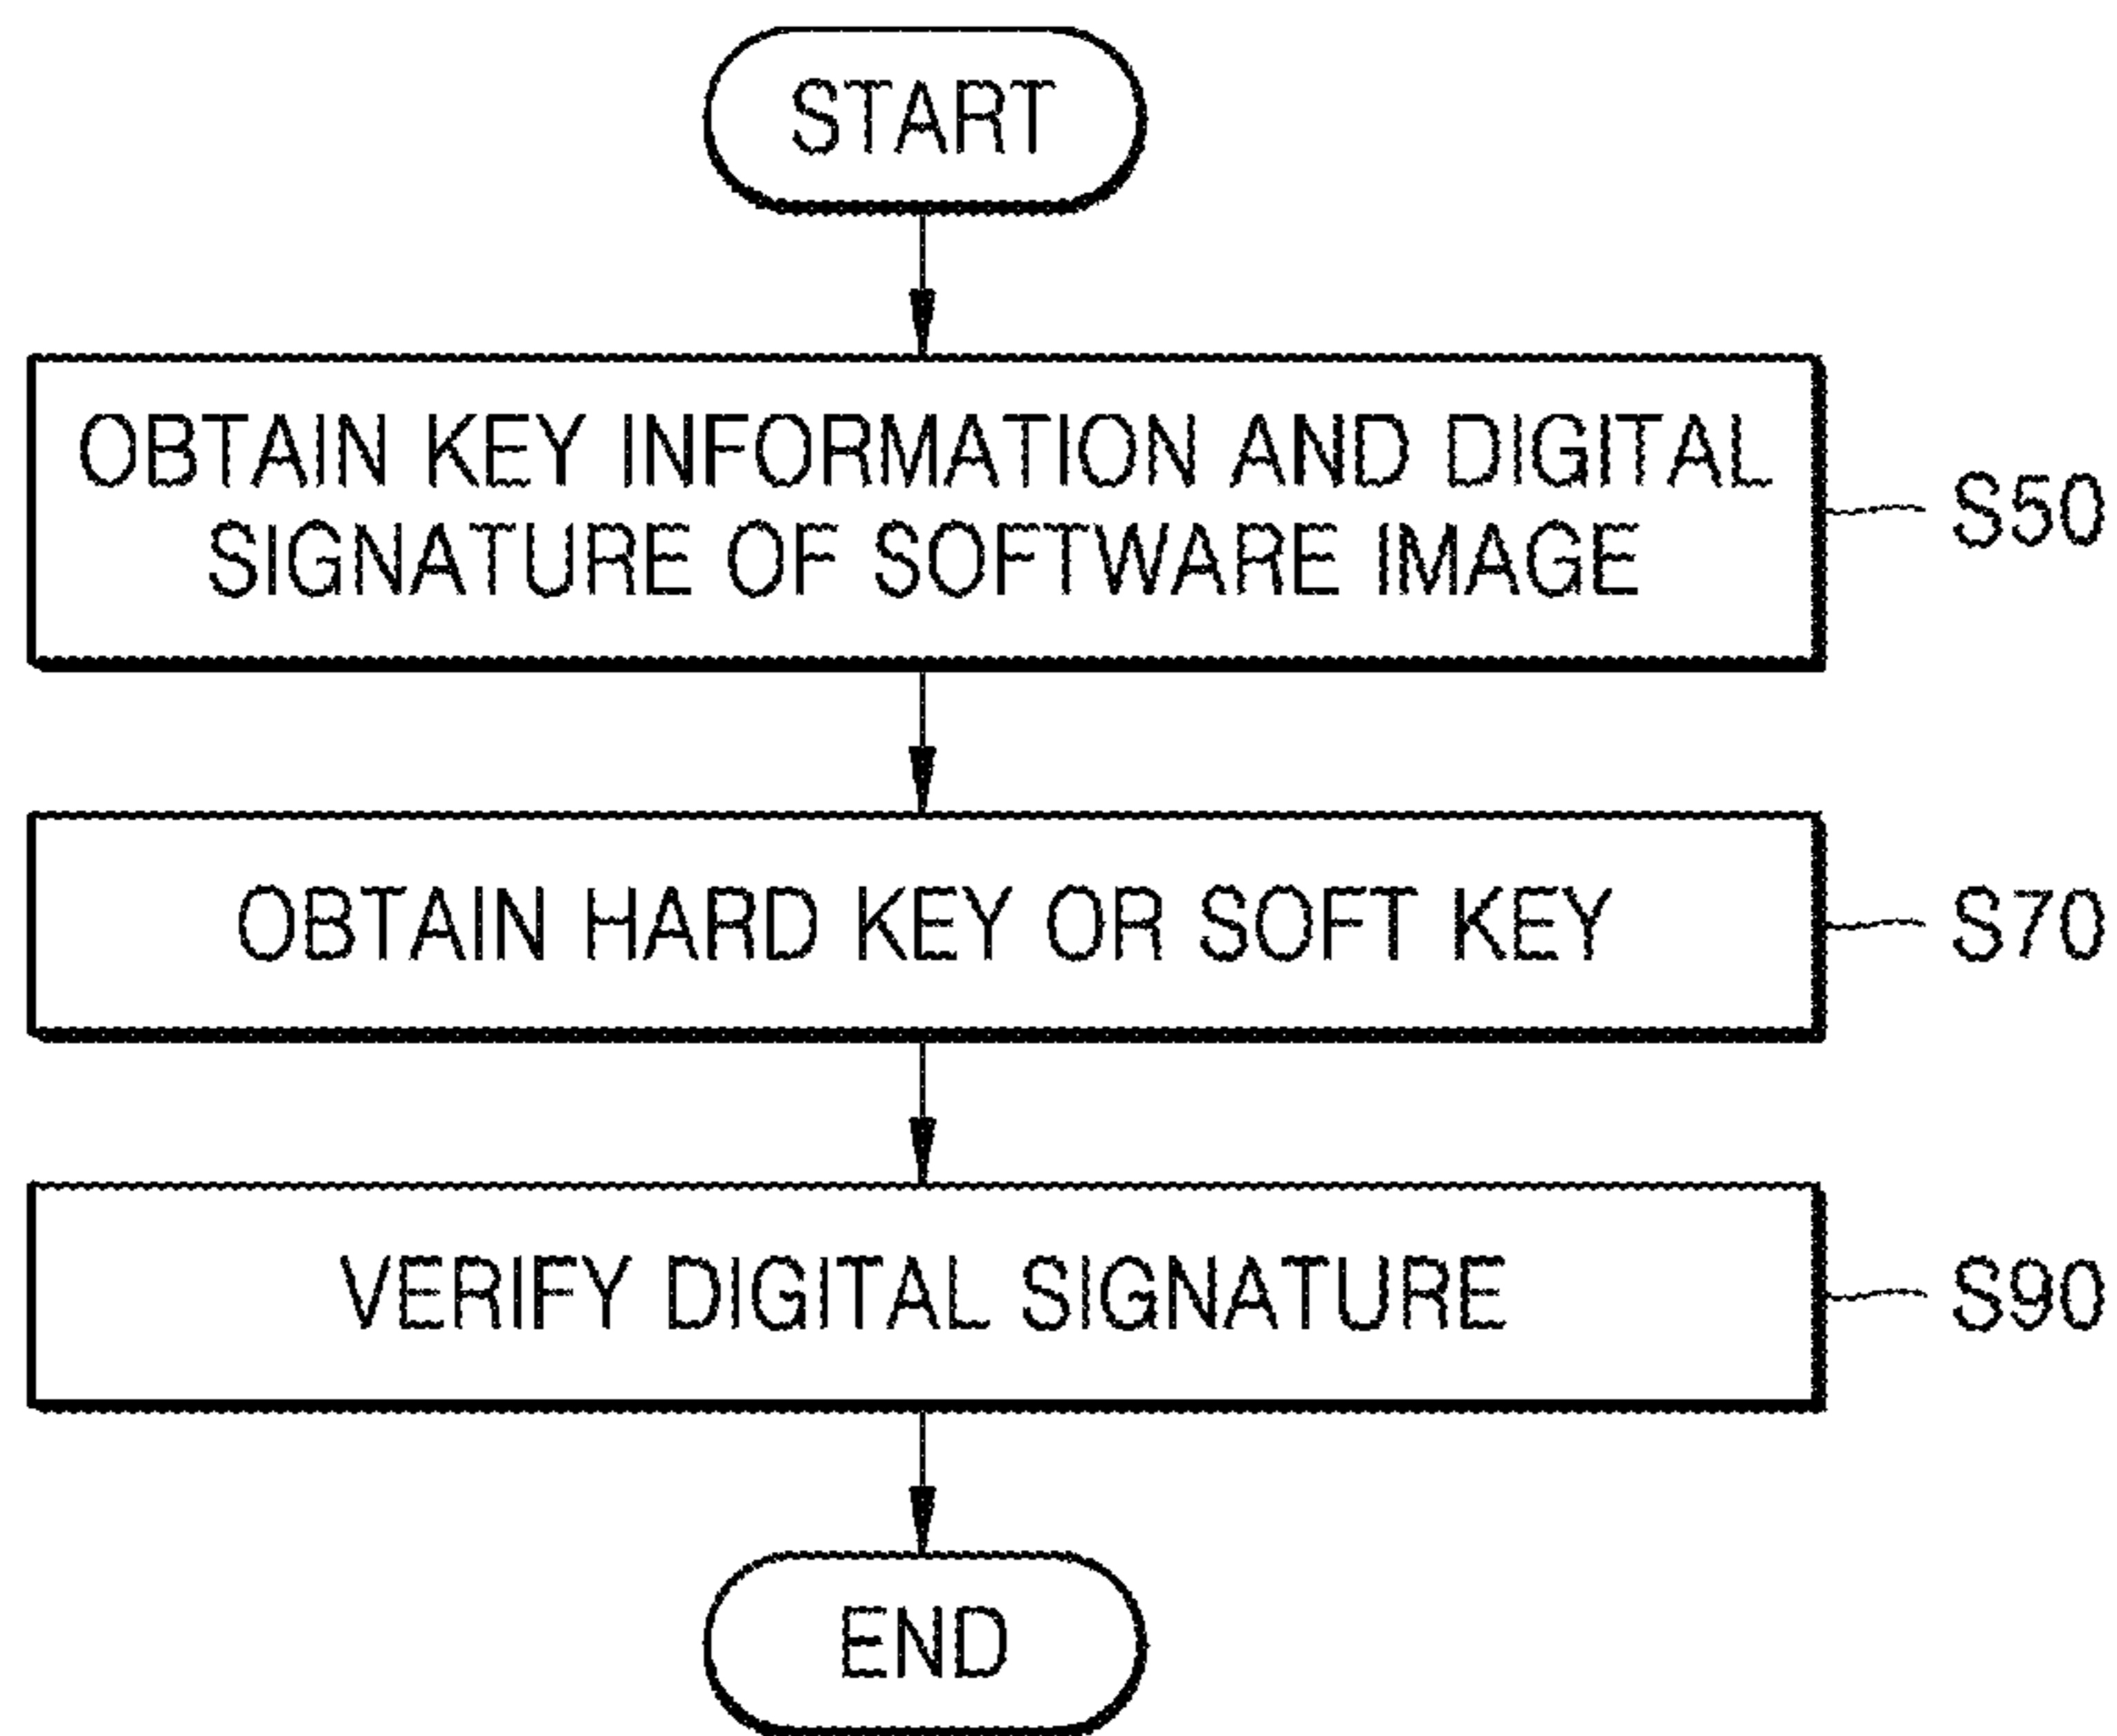 START
OBTAIN KEY INFORMATION AND DIGITAL
SIGNATURE OF SOFTWARE IMAGE
S50
OBTAIN HARD KEY OR SOFT KEY
S70
VERIFY DIGITAL SIGNATURE
S90
END